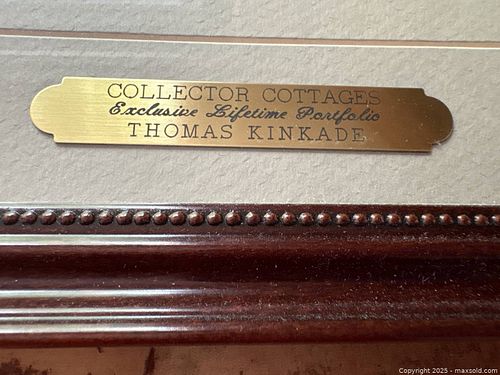 COLLECTOR COTTAGES
Exclusive Lifetime Portfolio
THOMAS KINKADE
Copyright 2025 - maxsold.com